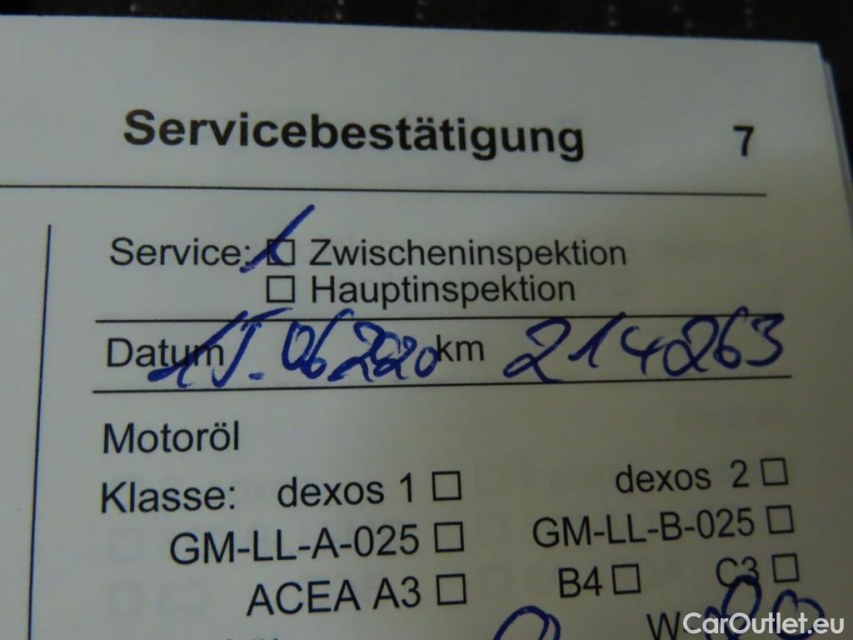 Servicebestätigung 7
Service: ☐ Zwischeninspektion
☐ Hauptinspektion
Datum 15.06.2020 km 214263
Motoröl
Klasse: dexos 1 ☐ dexos 2 ☐
GM-LL-A-025 ☐ GM-LL-B-025 ☐
ACEA A3 ☐ B4 ☐ C3 ☐
CarOutlet.eu